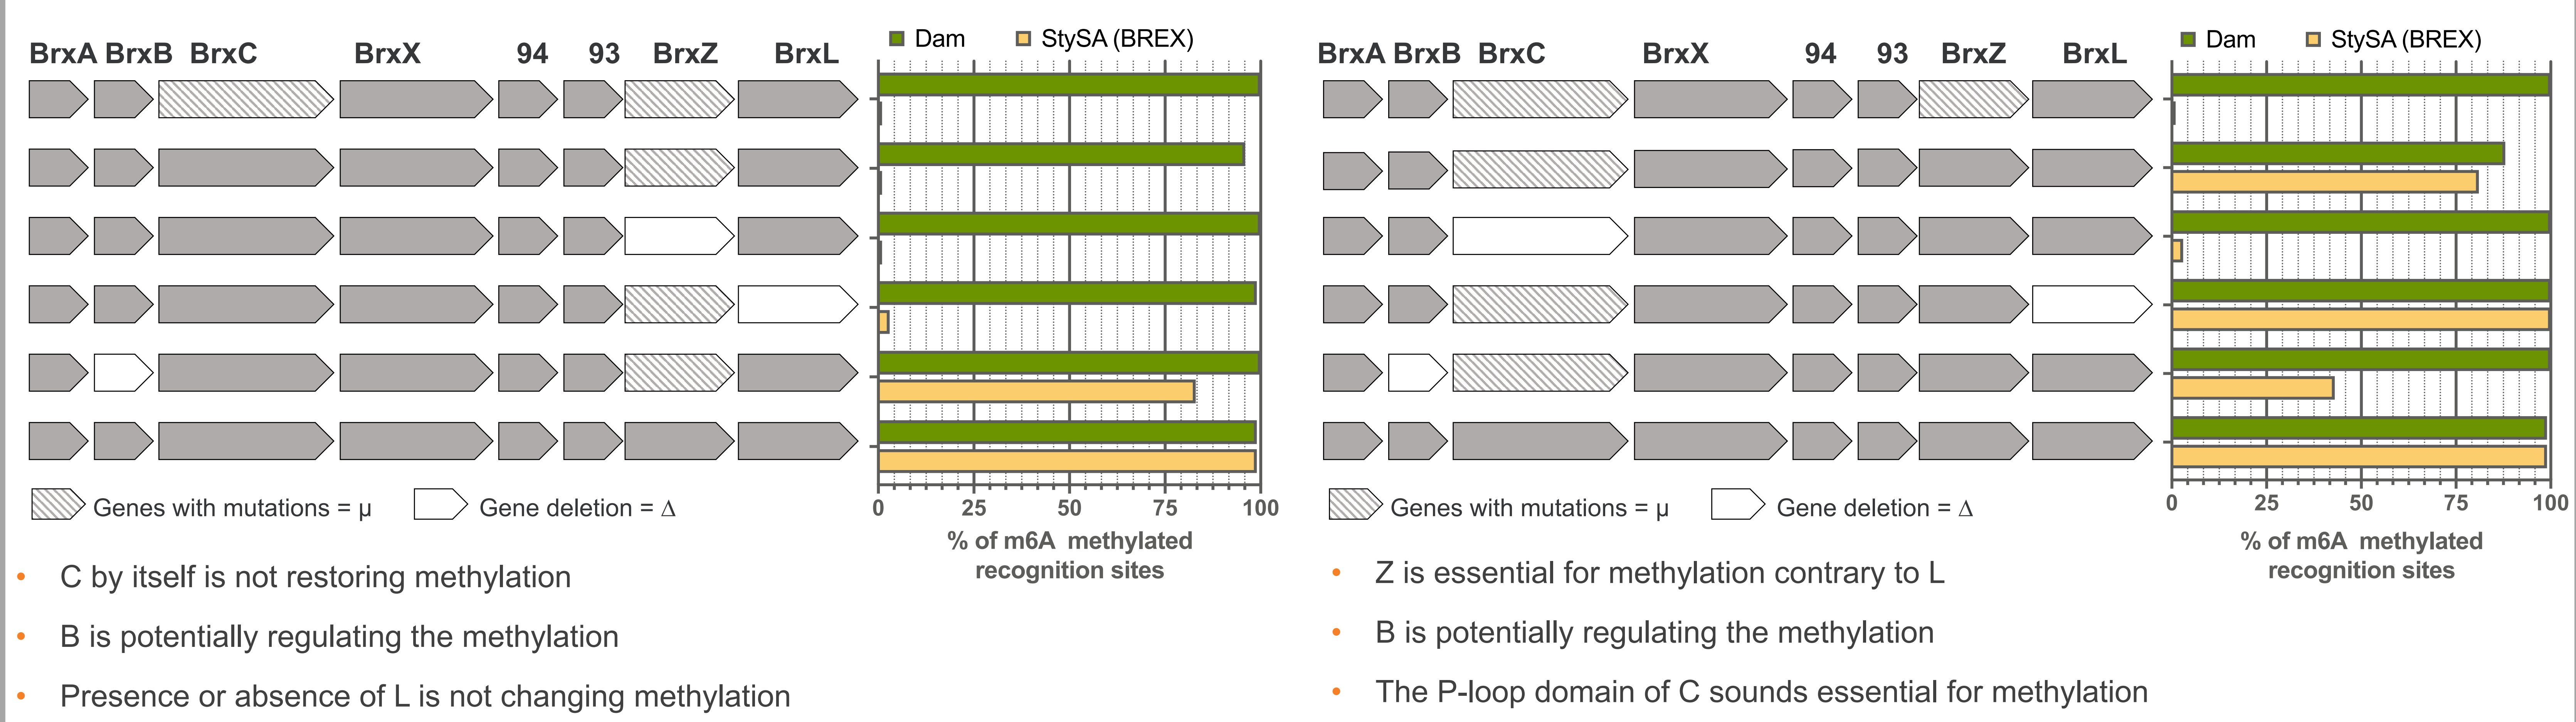 BrxA BrxB BrxC BrxX 94 93 BrxZ BrxL
Dam StySA (BREX)
Genes with mutations = μ Gene deletion = Δ
0 25 50 75 100
% of m6A methylated
recognition sites
• C by itself is not restoring methylation
• B is potentially regulating the methylation
• Presence or absence of L is not changing methylation
BrxA BrxB BrxC BrxX 94 93 BrxZ BrxL
Dam StySA (BREX)
Genes with mutations = μ Gene deletion = Δ
0 25 50 75 100
% of m6A methylated
recognition sites
• Z is essential for methylation contrary to L
• B is potentially regulating the methylation
• The P-loop domain of C sounds essential for methylation